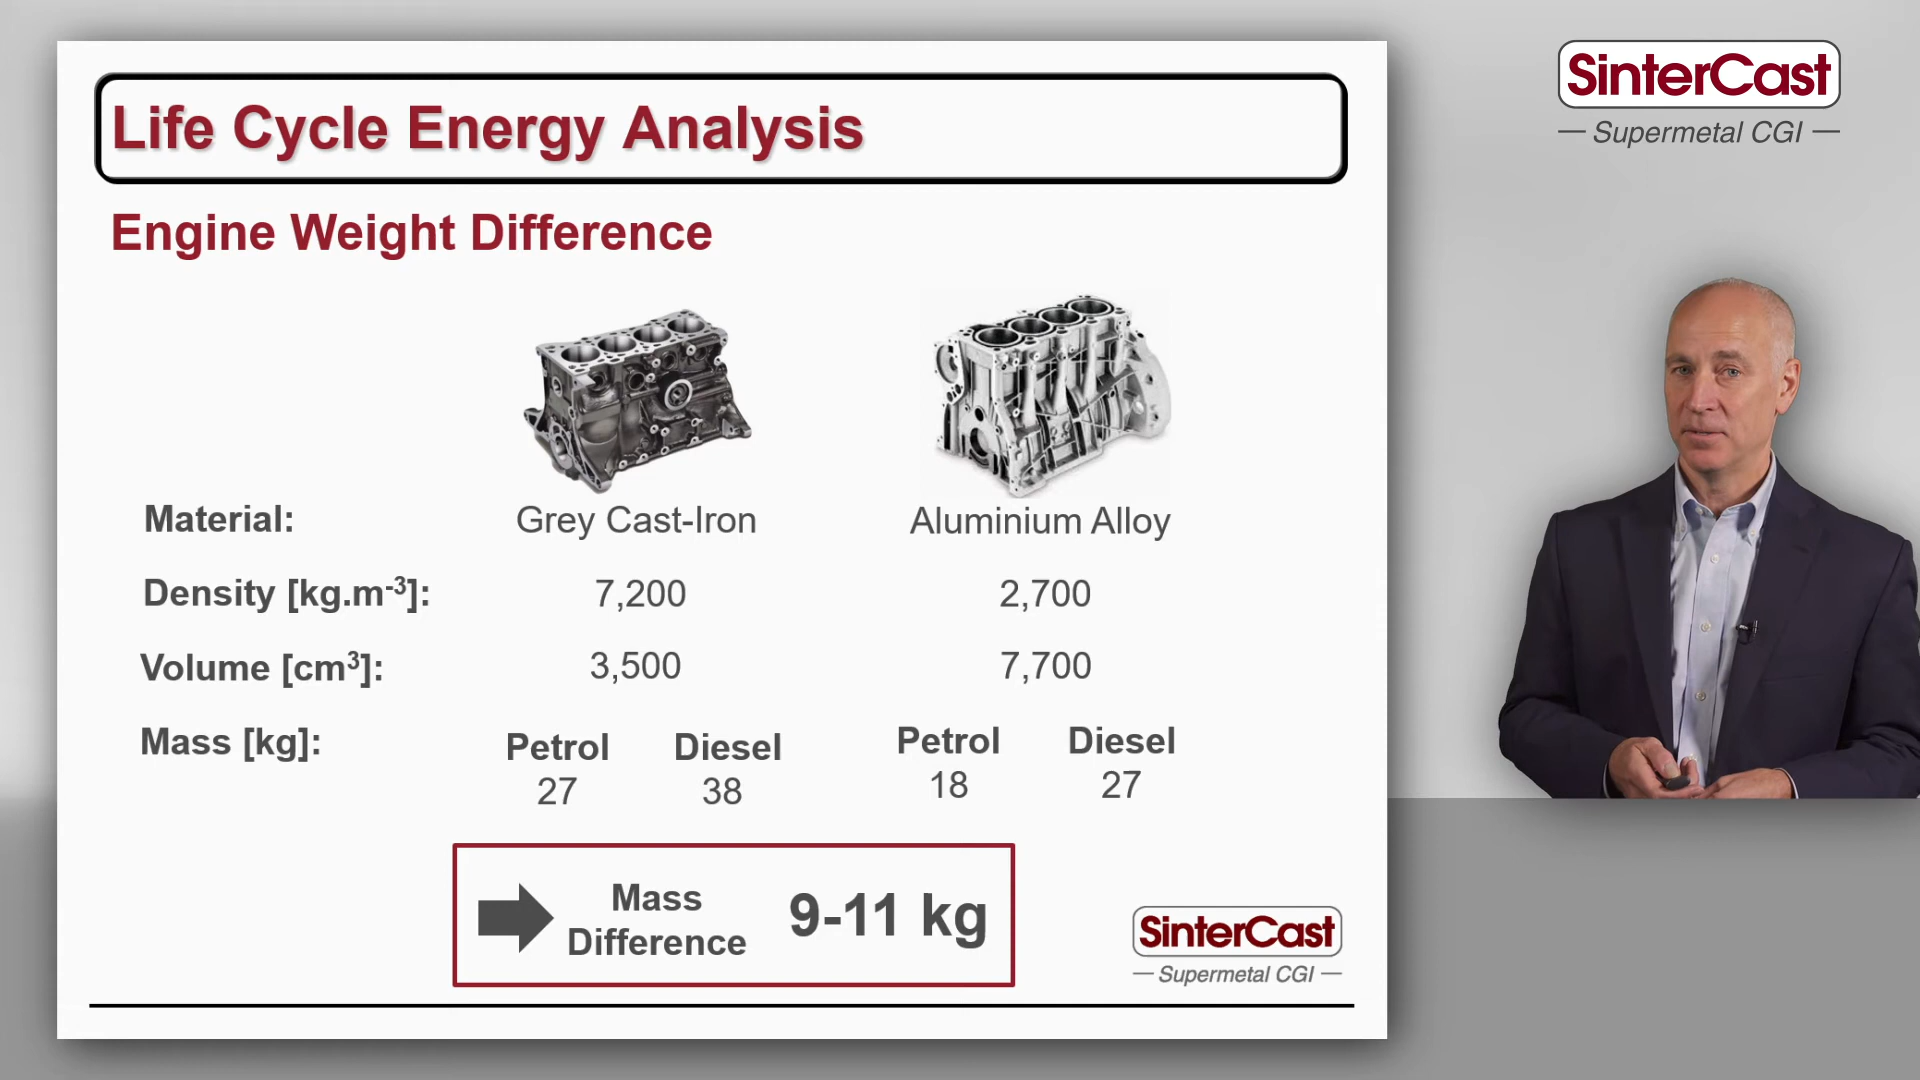 SinterCast
— Supermetal CGI —
Life Cycle Energy Analysis
Engine Weight Difference
Material: Grey Cast-Iron Aluminium Alloy
Density [kg.m⁻³]: 7,200 2,700
Volume [cm³]: 3,500 7,700
Mass [kg]: Petrol Diesel Petrol Diesel
27 38 18 27
Mass
Difference
9-11 kg
SinterCast
— Supermetal CGI —